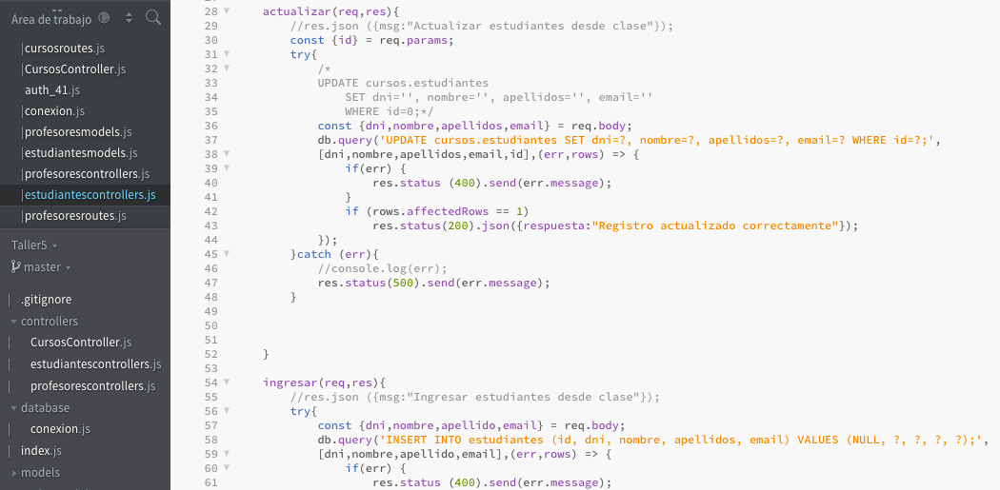 Área de trabajo
cursosroutes.js
CursosController.js
auth_41.js
conexion.js
profesoresmodels.js
estudiantesmodels.js
profesorescontrollers.js
estudiantescontrollers.js
profesoresroutes.js
Taller5
master
.gitignore
controllers
CursosController.js
estudiantescontrollers.js
profesorescontrollers.js
database
conexion.js
index.js
models
28 actualizar(req,res){
29 //res.json ({msg:"Actualizar estudiantes desde clase"});
30 const {id} = req.params;
31 try{
32 /*
33 UPDATE cursos.estudiantes
34 SET dni='', nombre='', apellidos='', email=''
35 WHERE id=0;*/
36 const {dni,nombre,apellidos,email} = req.body;
37 db.query('UPDATE cursos.estudiantes SET dni=?, nombre=?, apellidos=?, email=? WHERE id=?;',
38 [dni,nombre,apellidos,email,id],(err,rows) => {
39 if(err) {
40 res.status (400).send(err.message);
41 }
42 if (rows.affectedRows == 1)
43 res.status(200).json({respuesta:"Registro actualizado correctamente"});
44 });
45 }catch (err){
46 //console.log(err);
47 res.status(500).send(err.message);
48 }
49
50
51
52 }
53
54 ingresar(req,res){
55 //res.json ({msg:"Ingresar estudiantes desde clase"});
56 try{
57 const {dni,nombre,apellido,email} = req.body;
58 db.query('INSERT INTO estudiantes (id, dni, nombre, apellidos, email) VALUES (NULL, ?, ?, ?, ?);',
59 [dni,nombre,apellido,email],(err,rows) => {
60 if(err) {
61 res.status (400).send(err.message);